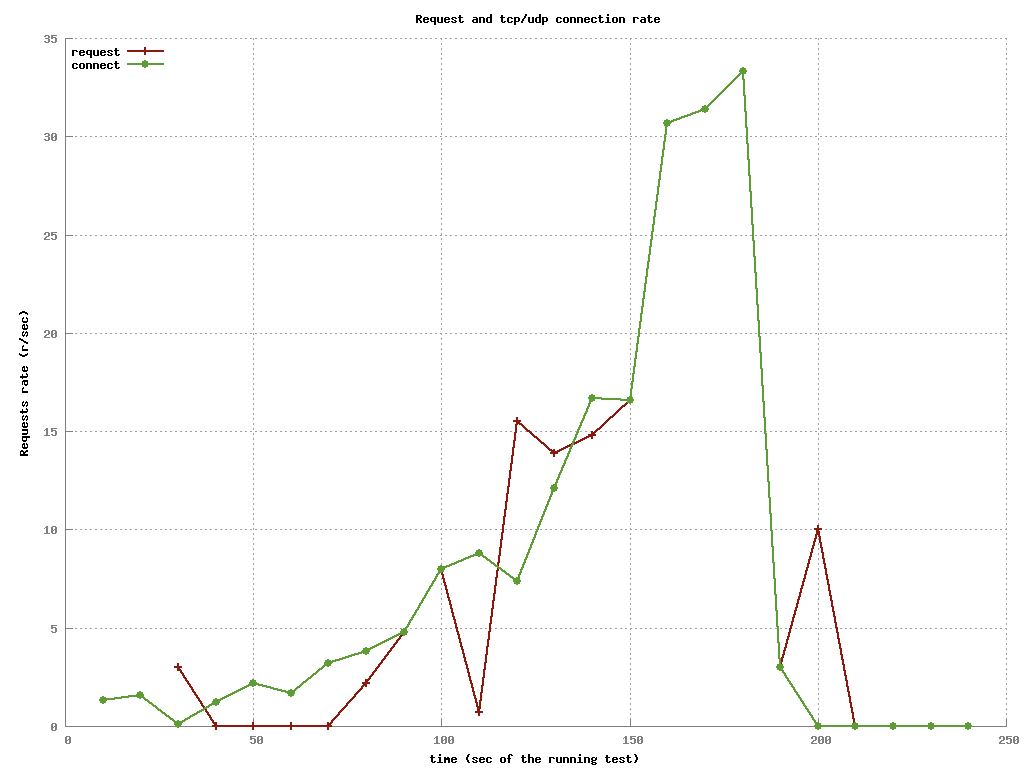 Request and tcp/udp connection rate
request
connect
35
30
25
20
15
10
5
0
Requests rate (r/sec)
0 50 100 150 200 250
time (sec of the running test)